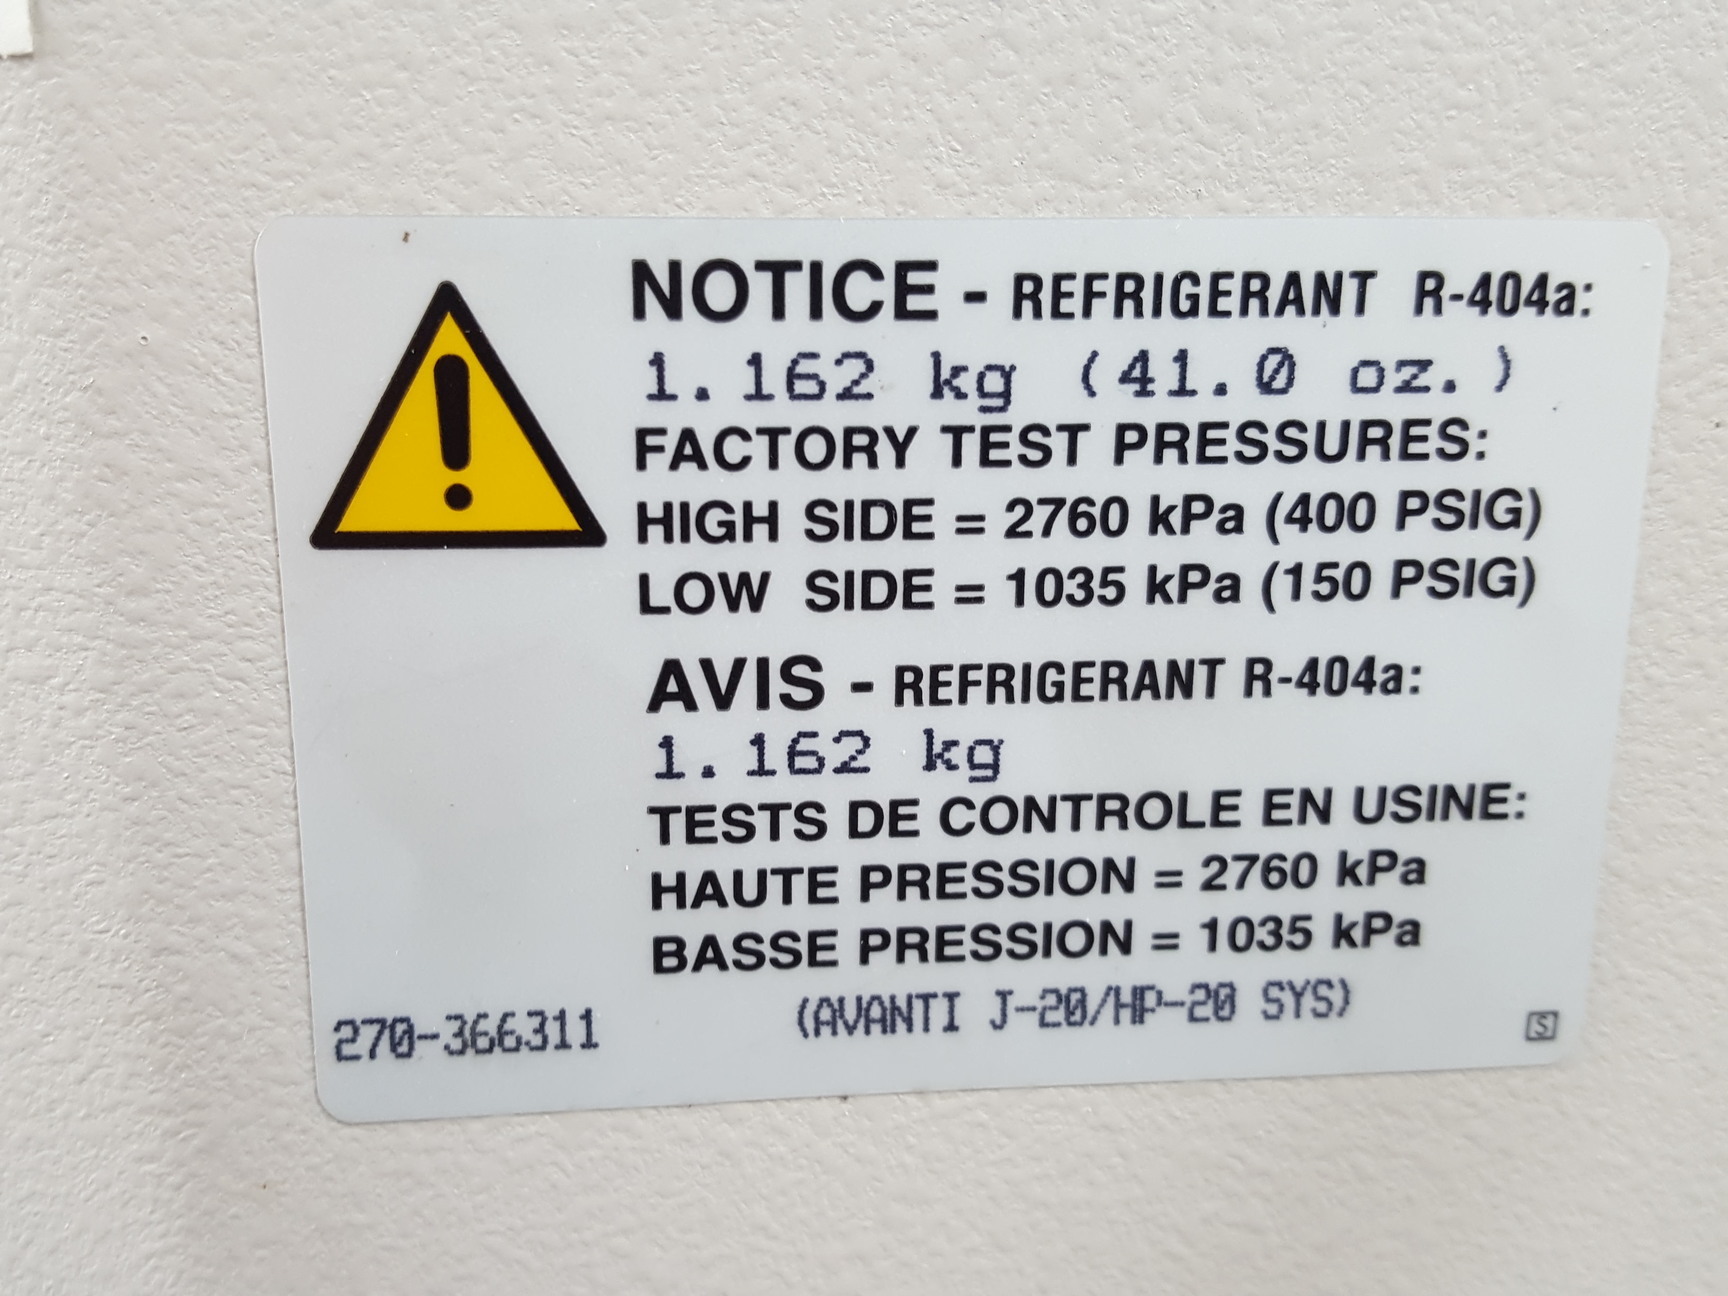 NOTICE - REFRIGERANT R-404a:
1.162 kg (41.0 oz.)
FACTORY TEST PRESSURES:
HIGH SIDE = 2760 kPa (400 PSIG)
LOW SIDE = 1035 kPa (150 PSIG)
AVIS - REFRIGERANT R-404a:
1.162 kg
TESTS DE CONTROLE EN USINE:
HAUTE PRESSION = 2760 kPa
BASSE PRESSION = 1035 kPa
(AVANTI J-20/HP-20 SYS)
270-366311
S